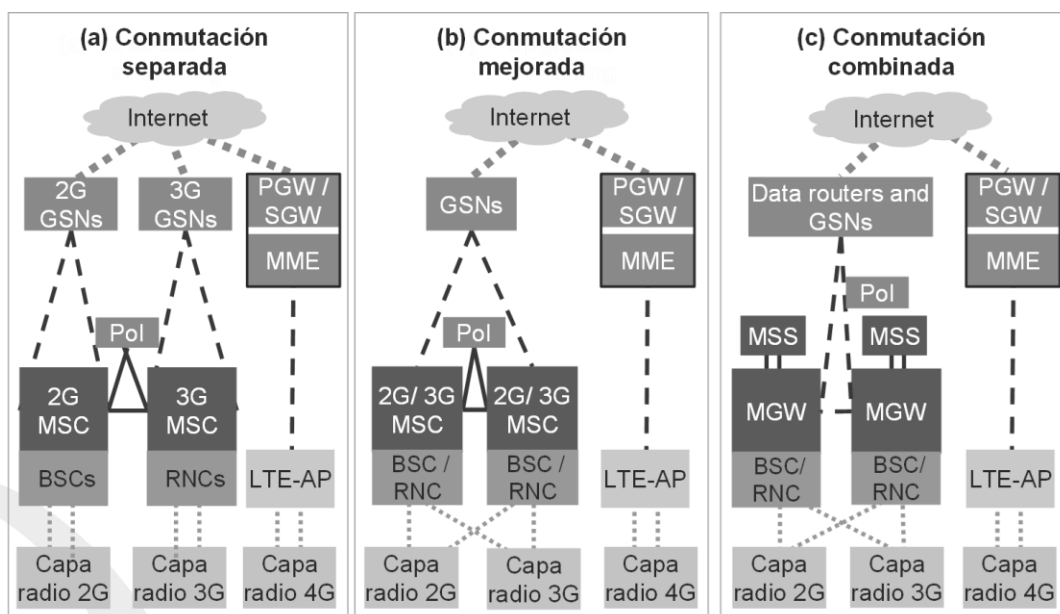 (a) Conmutación
separada
Internet
2G
GSNs
3G
GSNs
PGW /
SGW
MME
PoI
2G
MSC
3G
MSC
BSCs
RNCs
LTE-AP
Capa
radio 2G
Capa
radio 3G
Capa
radio 4G
(b) Conmutación
mejorada
Internet
GSNs
PGW /
SGW
MME
PoI
2G/ 3G
MSC
2G/ 3G
MSC
BSC /
RNC
BSC /
RNC
LTE-AP
Capa
radio 2G
Capa
radio 3G
Capa
radio 4G
(c) Conmutación
combinada
Internet
Data routers and
GSNs
PGW /
SGW
MME
PoI
MSS
MSS
MGW
MGW
BSC/
RNC
BSC/
RNC
LTE-AP
Capa
radio 2G
Capa
radio 3G
Capa
radio 4G